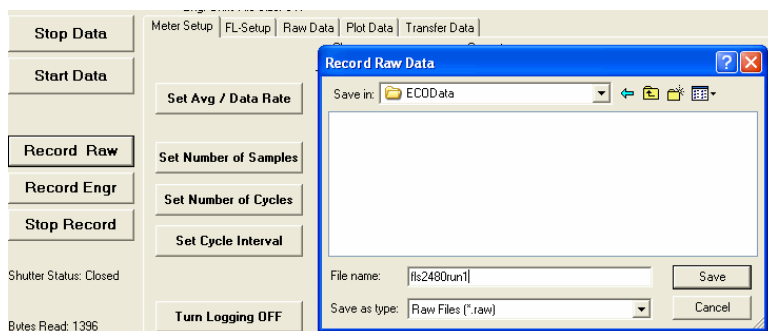 Stop Data
Start Data
Record Raw
Record Engr
Stop Record
Shutter Status: Closed
Bytes Read: 1396
Meter Setup FL-Setup Raw Data Plot Data Transfer Data
Set Avg / Data Rate
Set Number of Samples
Set Number of Cycles
Set Cycle Interval
Turn Logging OFF
Record Raw Data
Save in: ECOData
File name: fls2480run1
Save
Save as type: Raw Files (*.raw)
Cancel